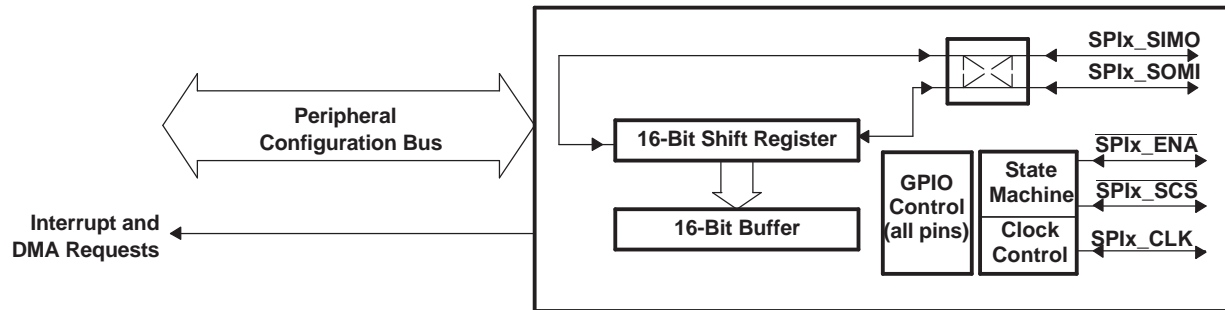 SPIx_SIMO
SPIx_SOMI
Peripheral
Configuration Bus
16-Bit Shift Register
SPIx_ENA
State
Machine
GPIO
Control
(all pins)
SPIx_SCS
Interrupt and
DMA Requests
16-Bit Buffer
Clock
Control
SPIx_CLK